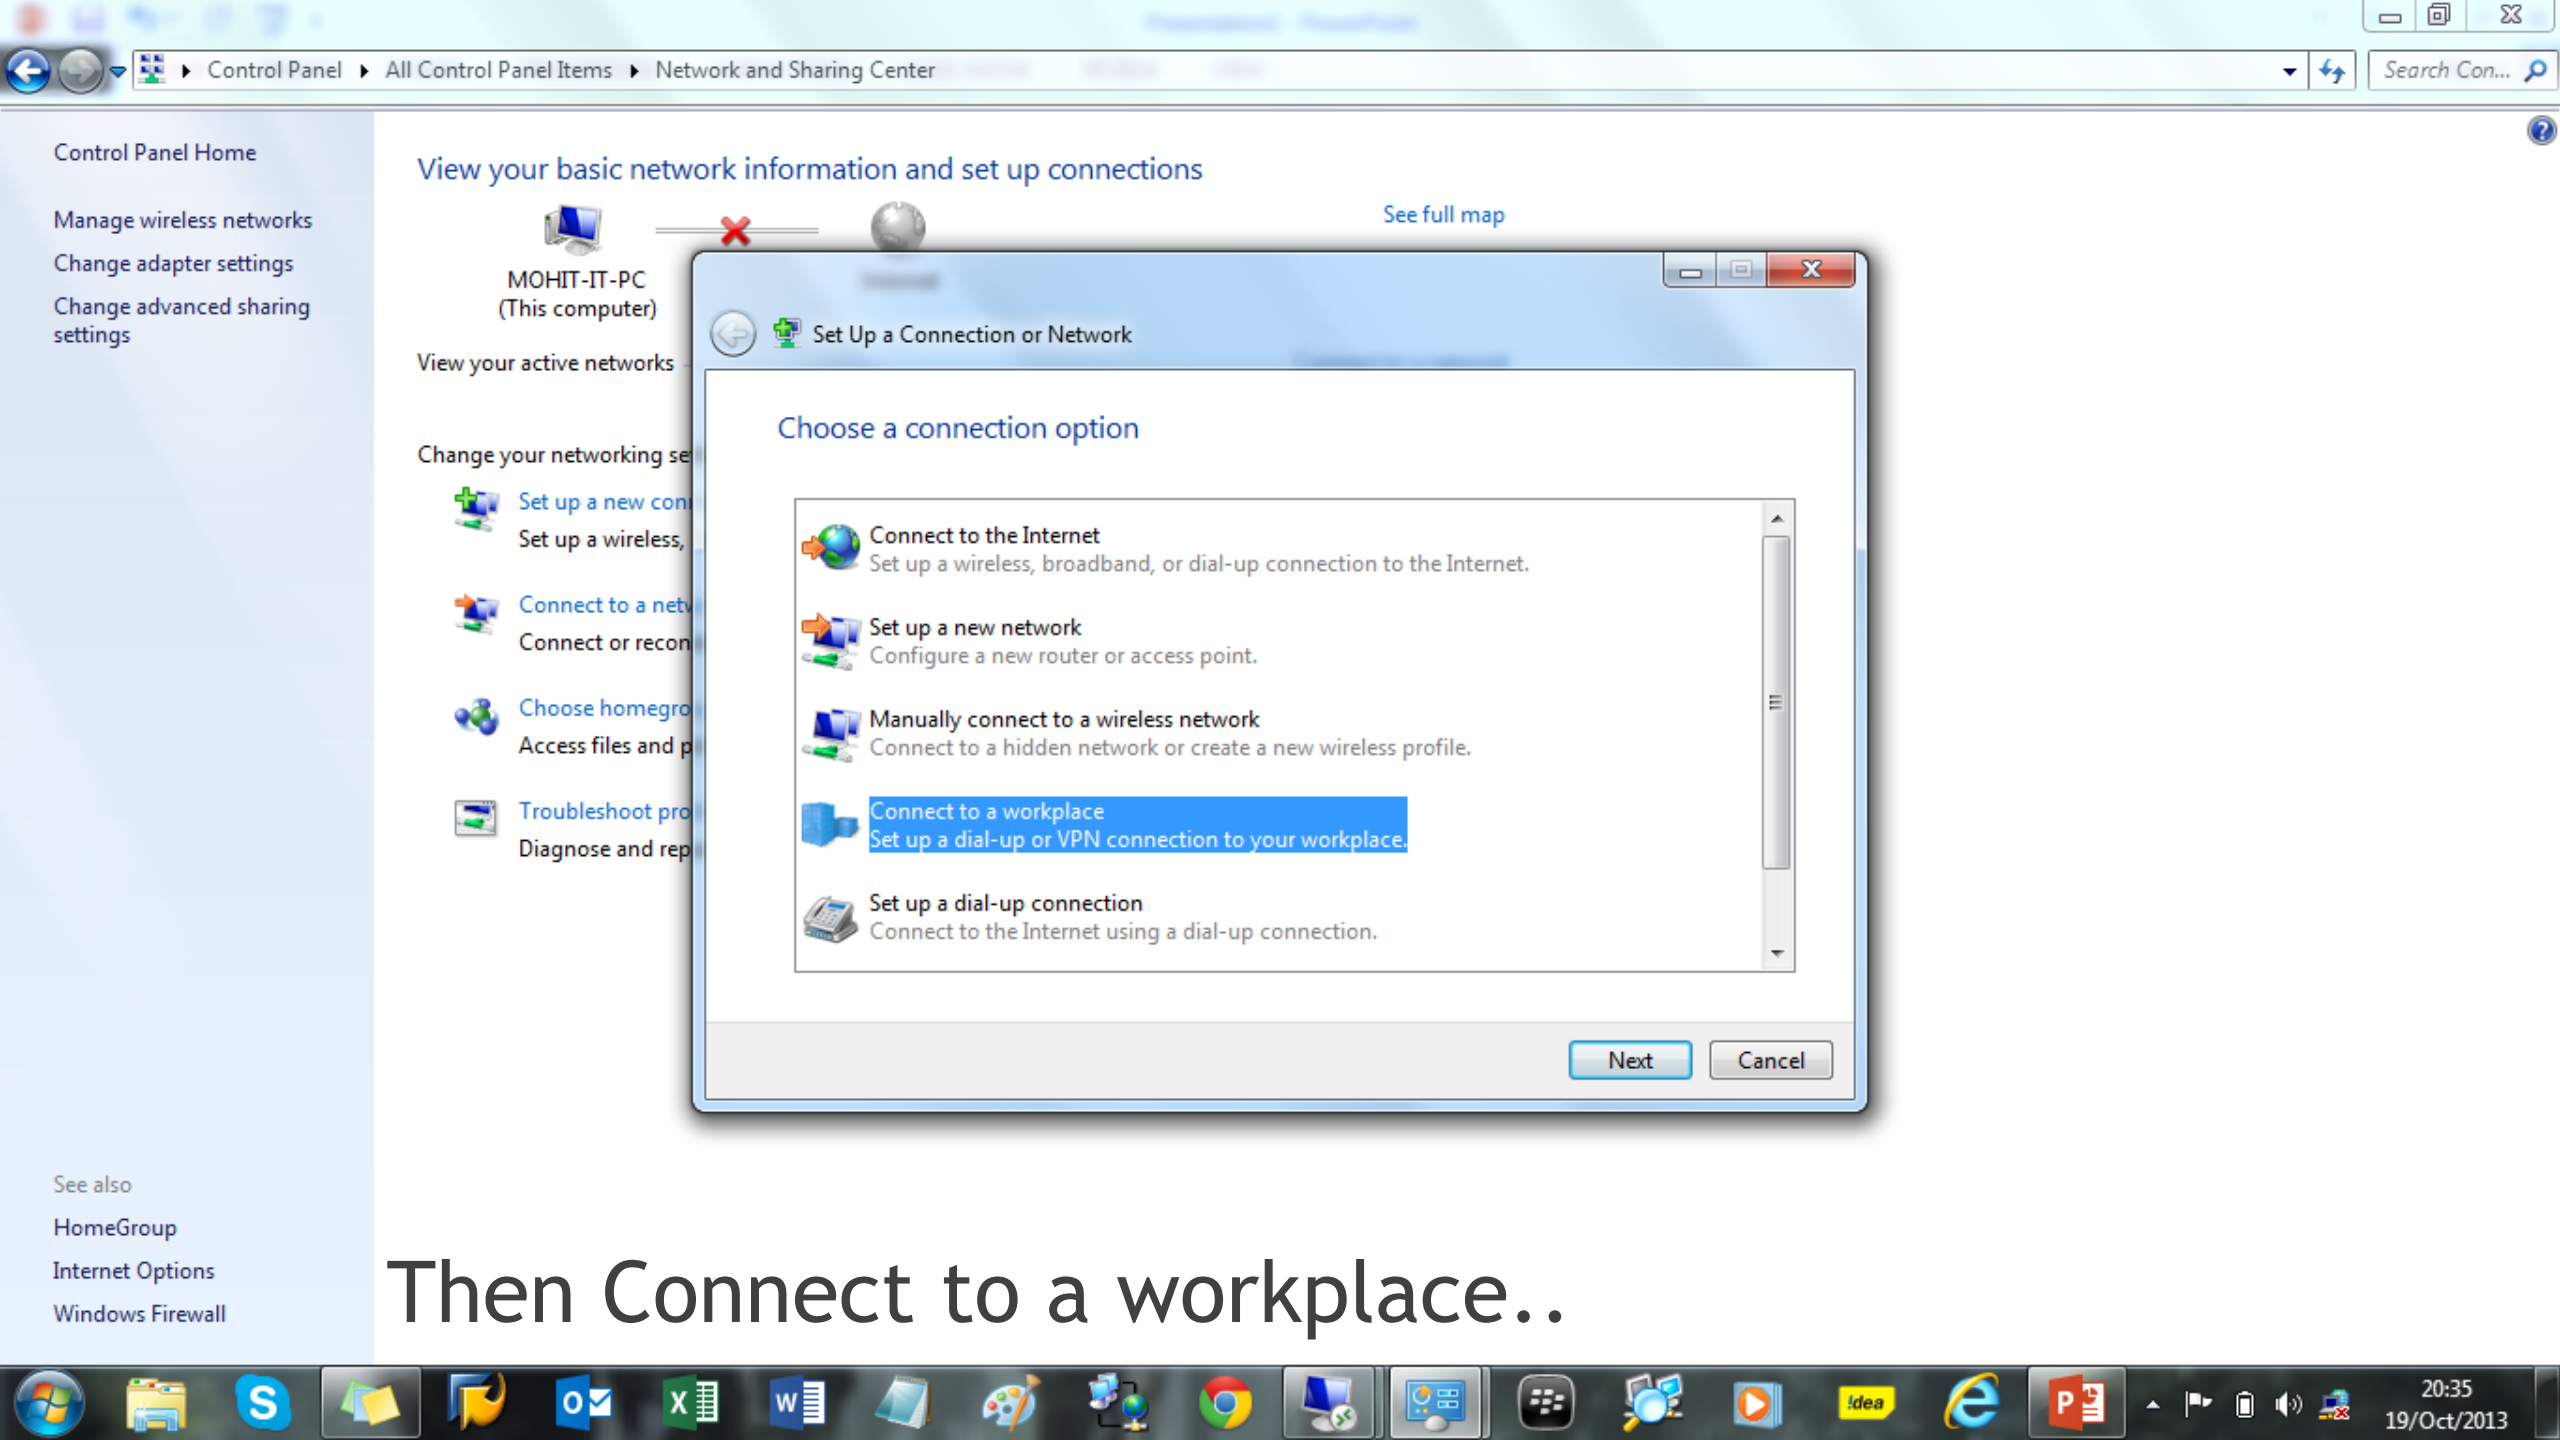 Control Panel
All Control Panel Items
Network and Sharing Center
Search Con...
Control Panel Home
Manage wireless networks
Change adapter settings
Change advanced sharing
settings
View your basic network information and set up connections
See full map
MOHIT-IT-PC
(This computer)
View your active networks
Change your networking se
Set up a new con
Set up a wireless,
Connect to a net
Connect or recon
Choose homegro
Access files and p
Troubleshoot pro
Diagnose and rep
Set Up a Connection or Network
Choose a connection option
Connect to the Internet
Set up a wireless, broadband, or dial-up connection to the Internet.
Set up a new network
Configure a new router or access point.
Manually connect to a wireless network
Connect to a hidden network or create a new wireless profile.
Connect to a workplace
Set up a dial-up or VPN connection to your workplace.
Set up a dial-up connection
Connect to the Internet using a dial-up connection.
Next
Cancel
See also
HomeGroup
Internet Options
Windows Firewall
Then Connect to a workplace..
!dea
20:35
19/Oct/2013